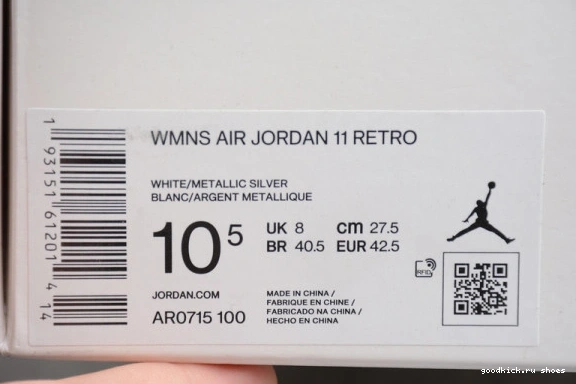 WMNS AIR JORDAN 11 RETRO
WHITE/METALLIC SILVER
BLANC/ARGENT METALLIQUE
10 5
UK 8 cm 27.5
BR 40.5 EUR 42.5
RFID
JORDAN.COM
AR0715 100
MADE IN CHINA /
FABRIQUE EN CHINE /
FABRICADO NA CHINA /
HECHO EN CHINA
1 93151 61201 4 14
goodkick.ru shoes